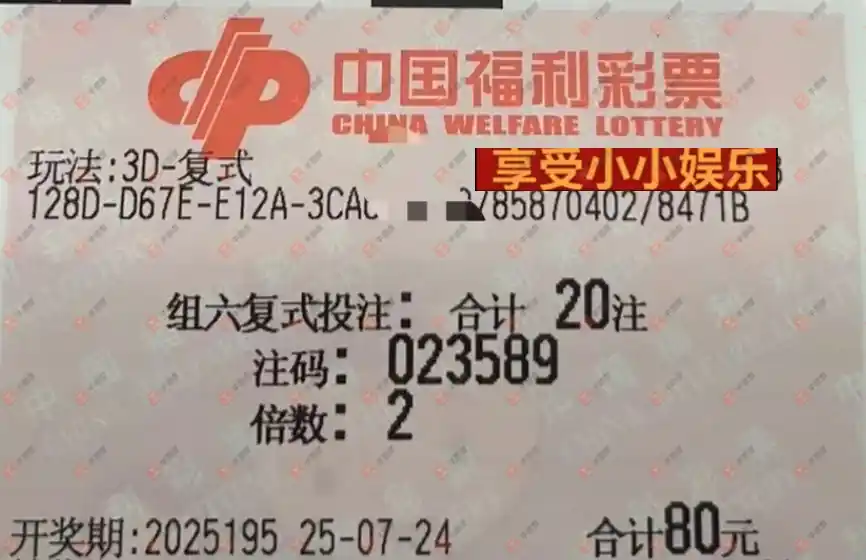 中国福利彩票
CHINA WELFARE LOTTERY
玩法:3D-复式
享受小小娱乐
128D-D67E-E12A-3CA /85870402/8471B
组六复式投注: 合计 20注
注码: 023589
倍数: 2
开奖期:2025195 25-07-24 合计80元